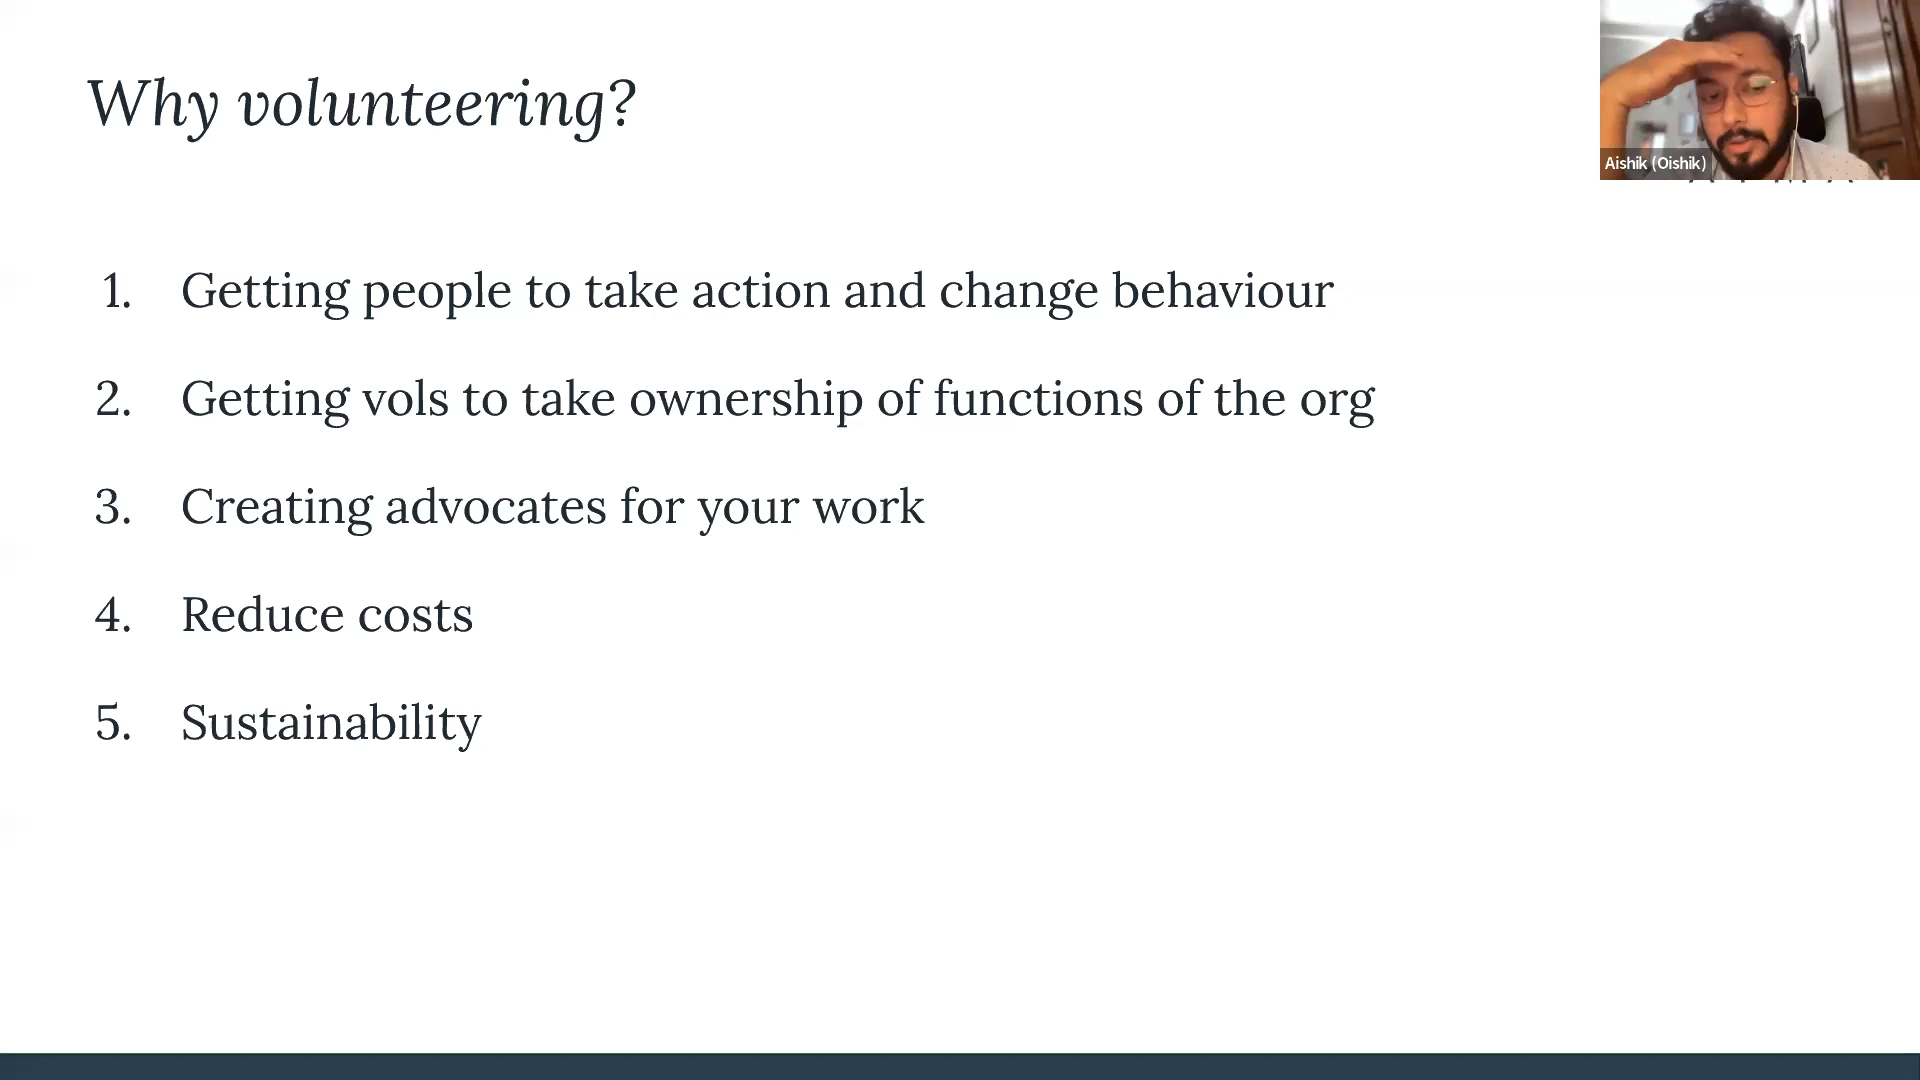 Why volunteering?
Aishik (Oishik)
1. Getting people to take action and change behaviour
2. Getting vols to take ownership of functions of the org
3. Creating advocates for your work
4. Reduce costs
5. Sustainability